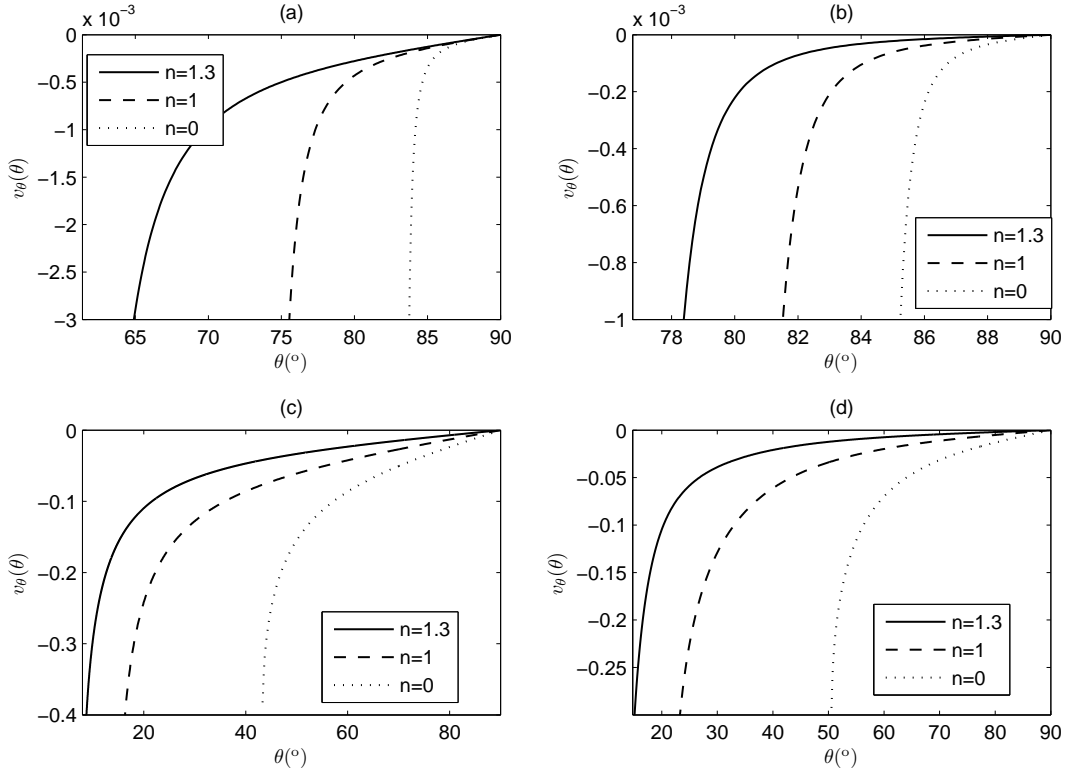 (a)
x 10⁻³
0
−0.5
−1
−1.5
−2
−2.5
−3
v_θ(θ)
n=1.3
n=1
n=0
65 70 75 80 85 90
θ(°)
(b)
x 10⁻³
0
−0.2
−0.4
−0.6
−0.8
−1
v_θ(θ)
n=1.3
n=1
n=0
78 80 82 84 86 88 90
θ(°)
(c)
0
−0.1
−0.2
−0.3
−0.4
v_θ(θ)
n=1.3
n=1
n=0
20 40 60 80
θ(°)
(d)
0
−0.05
−0.1
−0.15
−0.2
−0.25
v_θ(θ)
n=1.3
n=1
n=0
20 30 40 50 60 70 80 90
θ(°)